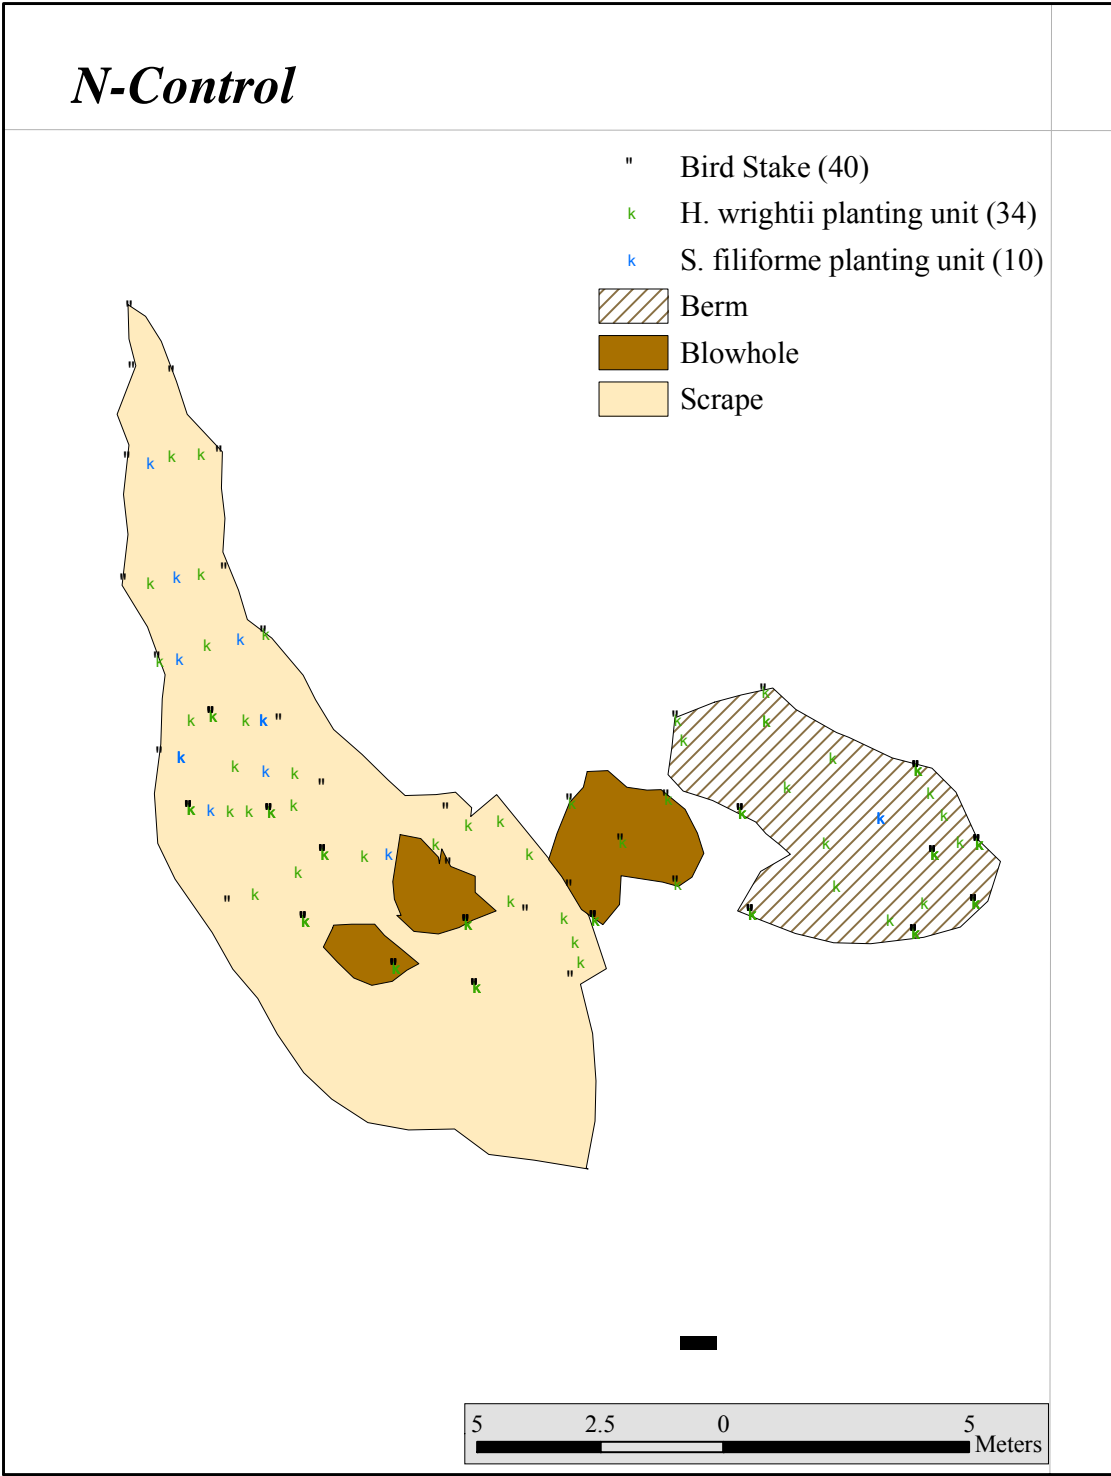 N-Control
" Bird Stake (40)
k H. wrightii planting unit (34)
k S. filiforme planting unit (10)
Berm
Blowhole
Scrape
5 2.5 0 5
Meters